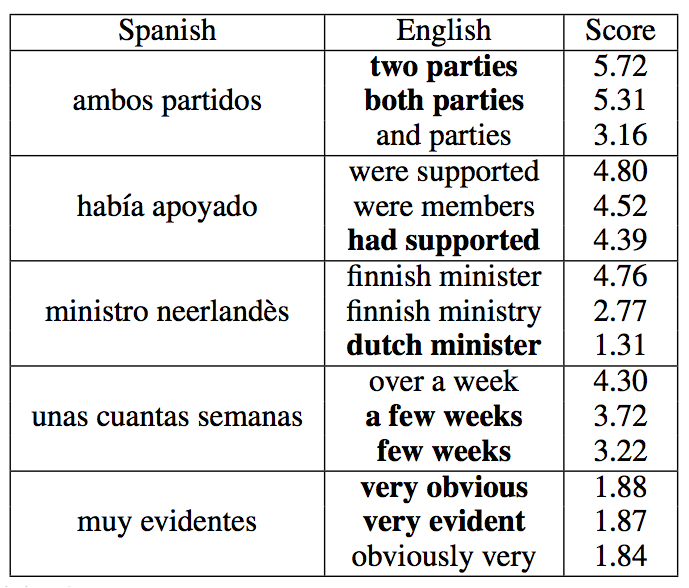 Spanish English Score
ambos partidos
two parties 5.72
both parties 5.31
and parties 3.16
había apoyado
were supported 4.80
were members 4.52
had supported 4.39
ministro neerlandès
finnish minister 4.76
finnish ministry 2.77
dutch minister 1.31
unas cuantas semanas
over a week 4.30
a few weeks 3.72
few weeks 3.22
muy evidentes
very obvious 1.88
very evident 1.87
obviously very 1.84